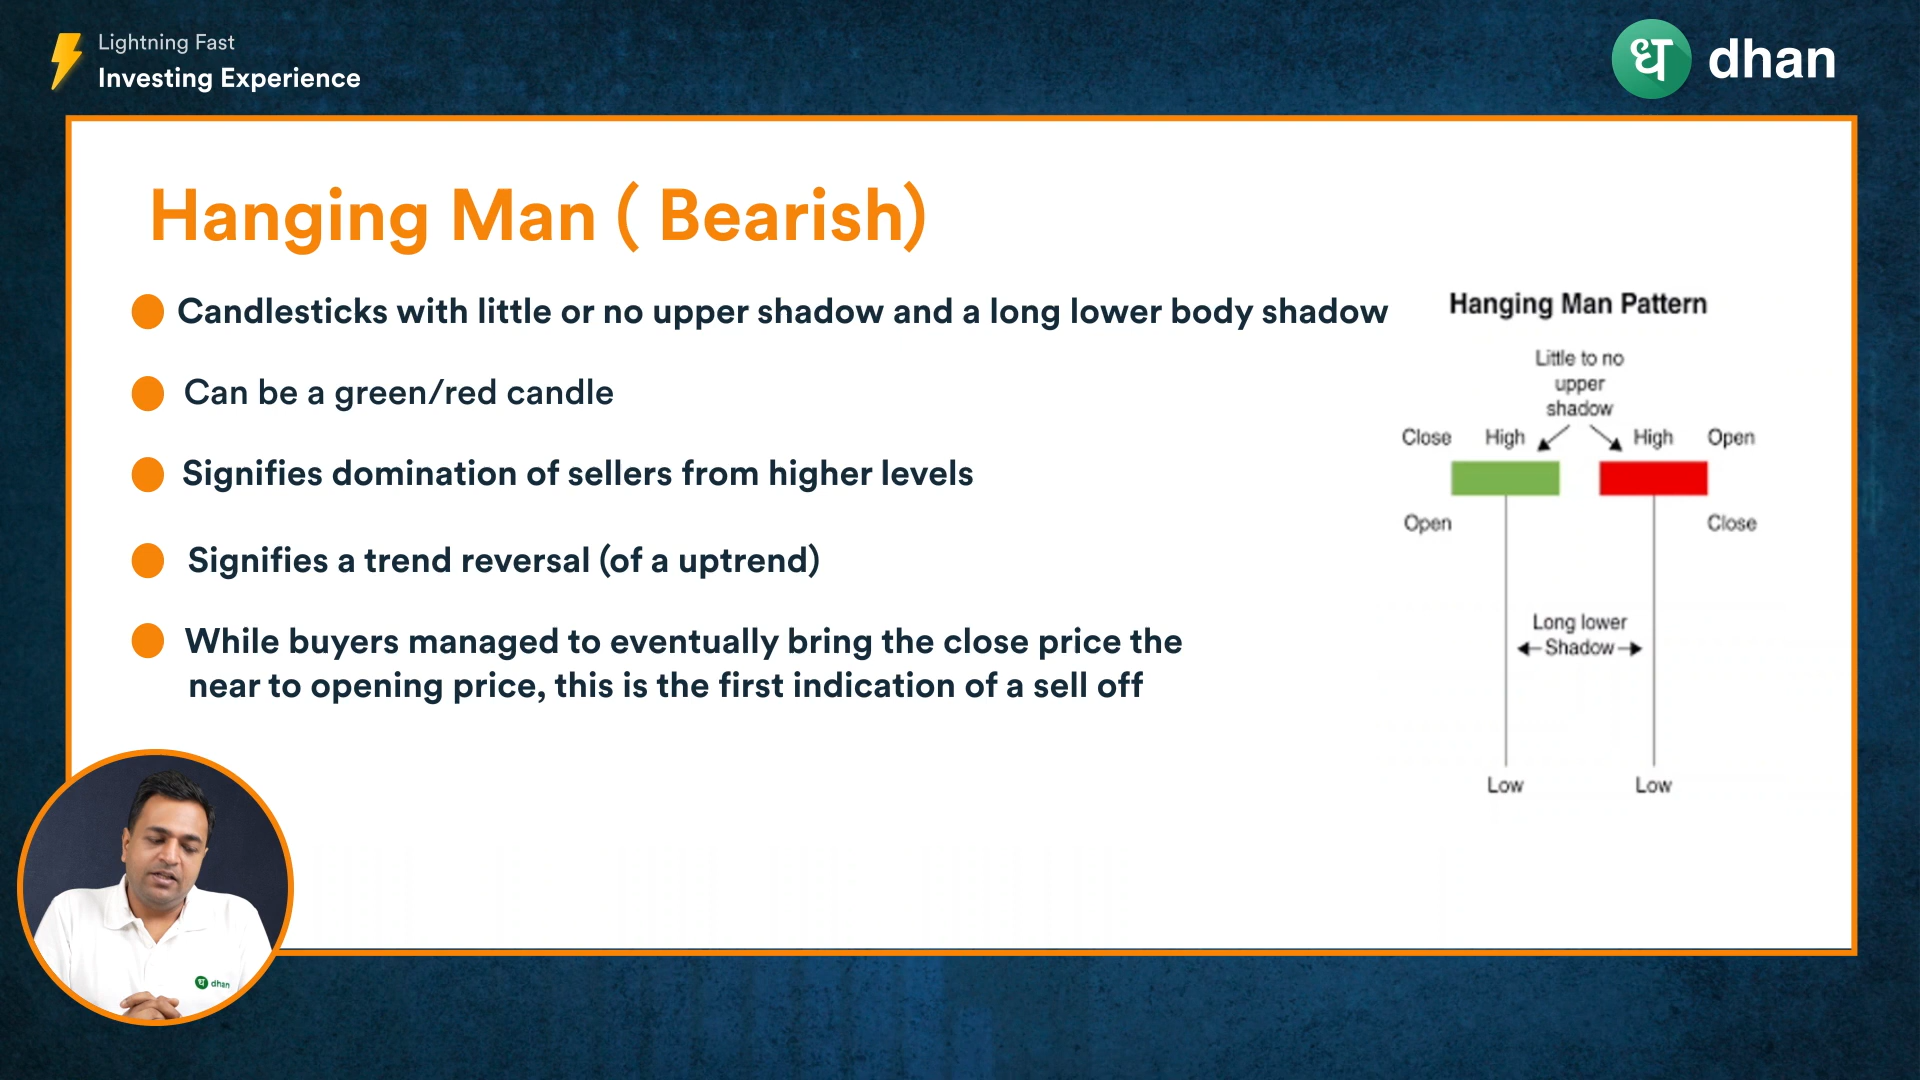 Lightning Fast
Investing Experience
ध dhan
Hanging Man ( Bearish)
Candlesticks with little or no upper shadow and a long lower body shadow
Can be a green/red candle
Signifies domination of sellers from higher levels
Signifies a trend reversal (of a uptrend)
While buyers managed to eventually bring the close price the
near to opening price, this is the first indication of a sell off
Hanging Man Pattern
Little to no
upper
shadow
Close High High Open
Open Close
Long lower
Shadow
Low Low
ध dhan